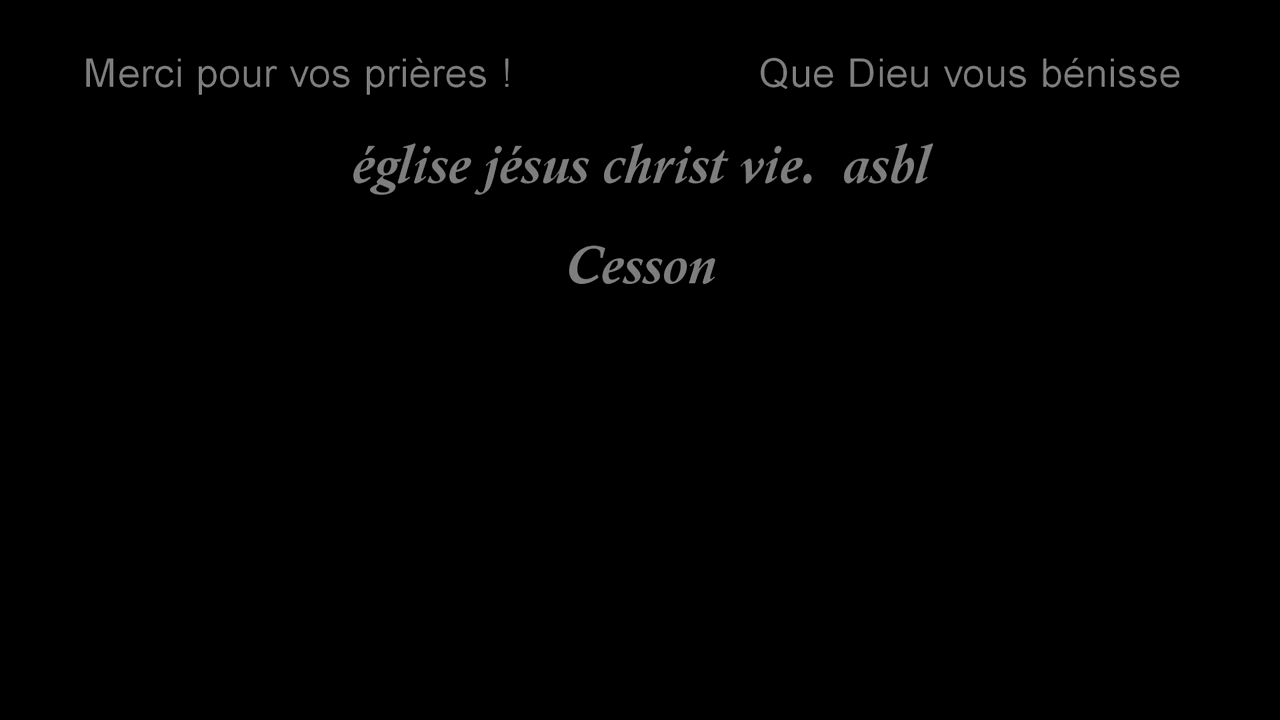 Merci pour vos prières ! Que Dieu vous bénisse
église jésus christ vie. asbl
Cesson